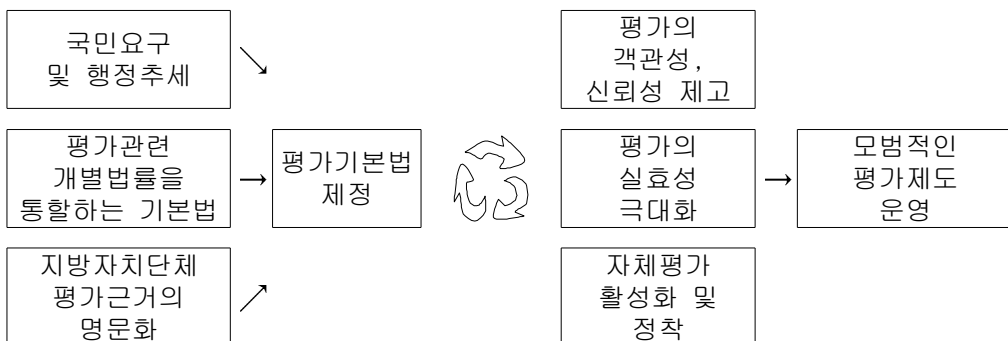 국민요구
및 행정추세
↘
평가의
객관성,
신뢰성 제고
평가관련
개별법률을
통할하는 기본법
→
평가기본법
제정
평가의
실효성
극대화
→
모범적인
평가제도
운영
지방자치단체
평가근거의
명문화
↗
자체평가
활성화 및
정착